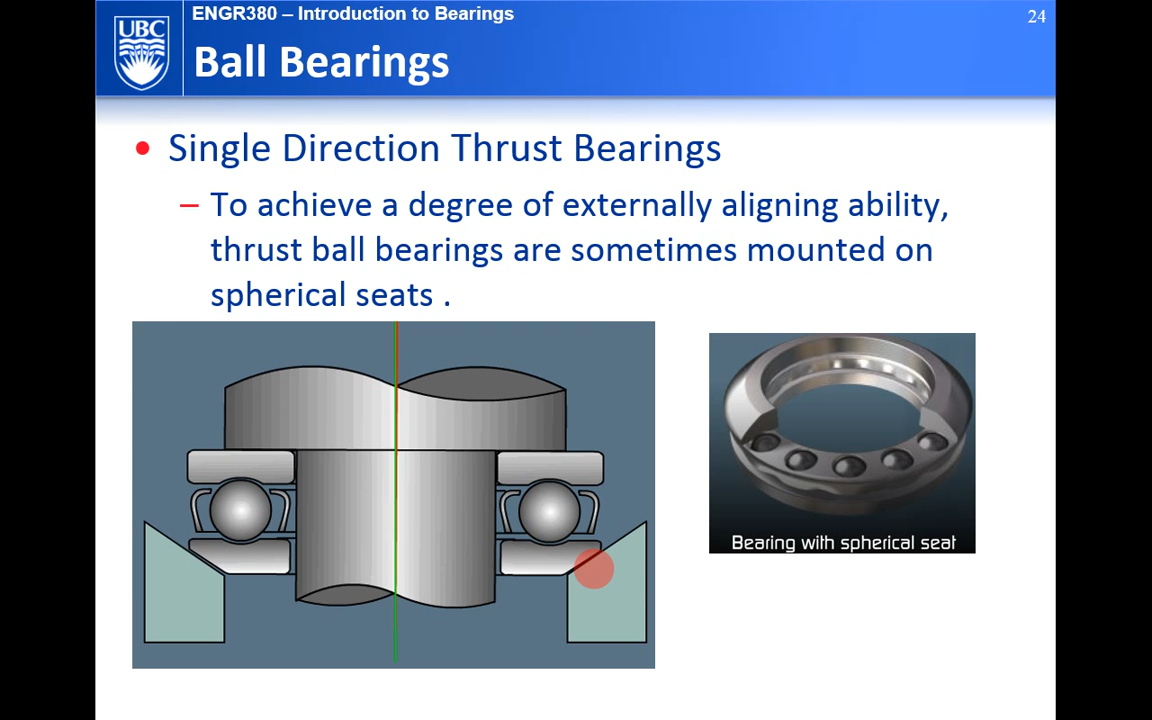 ENGR380 – Introduction to Bearings
24
UBC
Ball Bearings
• Single Direction Thrust Bearings
– To achieve a degree of externally aligning ability,
thrust ball bearings are sometimes mounted on
spherical seats .
Bearing with spherical seat